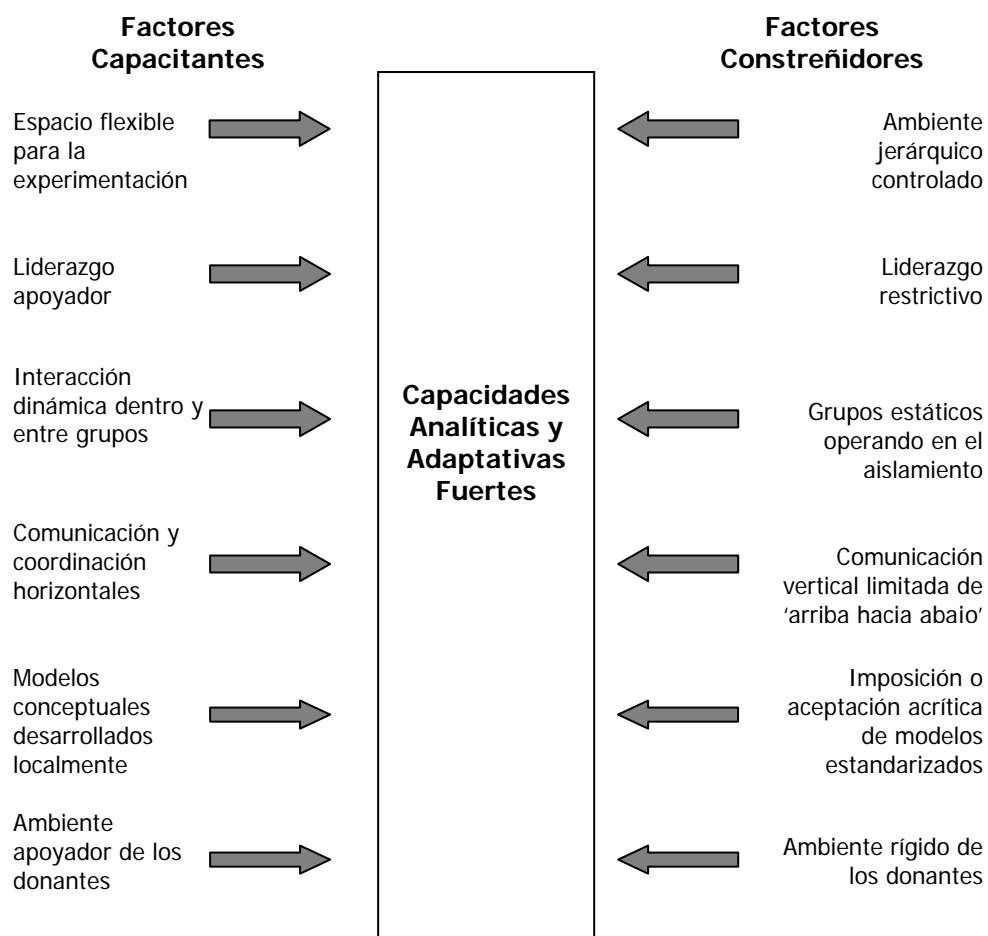 Factores
Capacitantes
Factores
Constreñidores
Espacio flexible
para la
experimentación
Ambiente
jerárquico
controlado
Liderazgo
apoyador
Liderazgo
restrictivo
Interacción
dinámica dentro y
entre grupos
Capacidades
Analíticas y
Adaptativas
Fuertes
Grupos estáticos
operando en el
aislamiento
Comunicación y
coordinación
horizontales
Comunicación
vertical limitada de
‘arriba hacia abajo’
Modelos
conceptuales
desarrollados
localmente
Imposición o
aceptación acrítica
de modelos
estandarizados
Ambiente
apoyador de los
donantes
Ambiente rígido de
los donantes